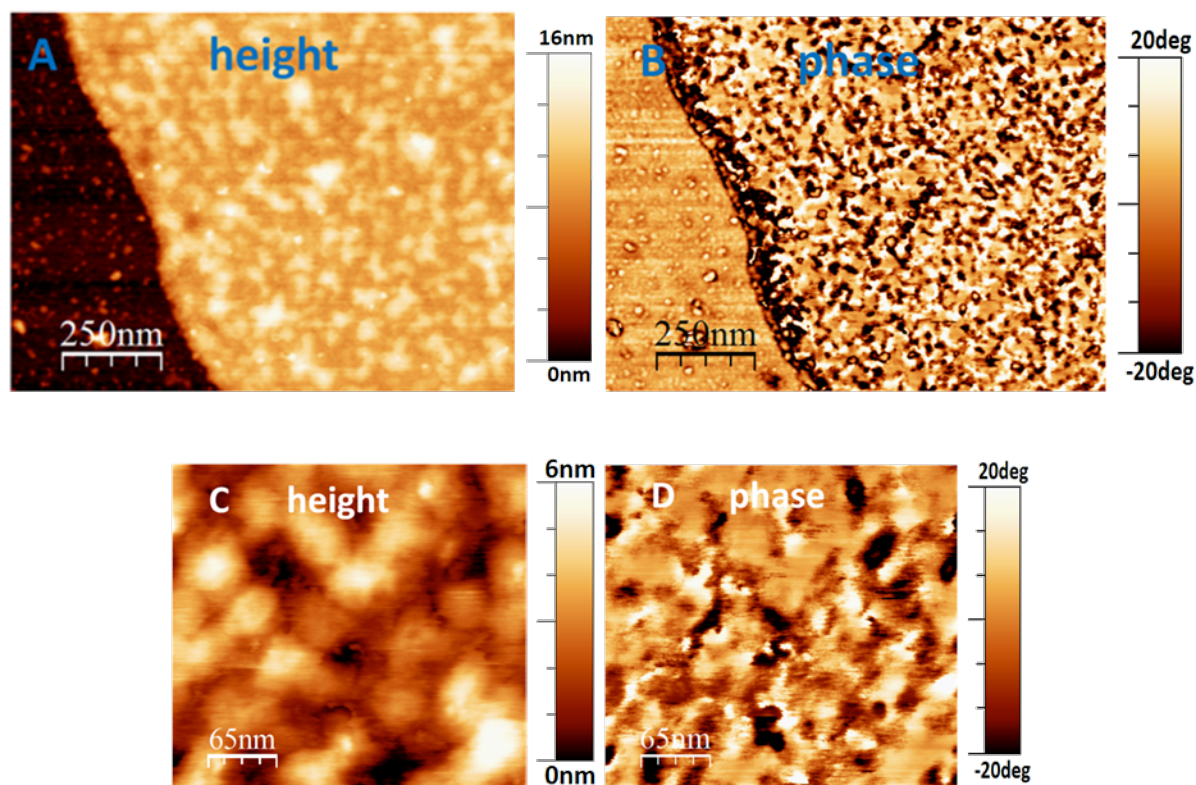 A height
16nm
250nm
0nm
B phase
20deg
250nm
-20deg
C height
6nm
65nm
0nm
D phase
20deg
65nm
-20deg